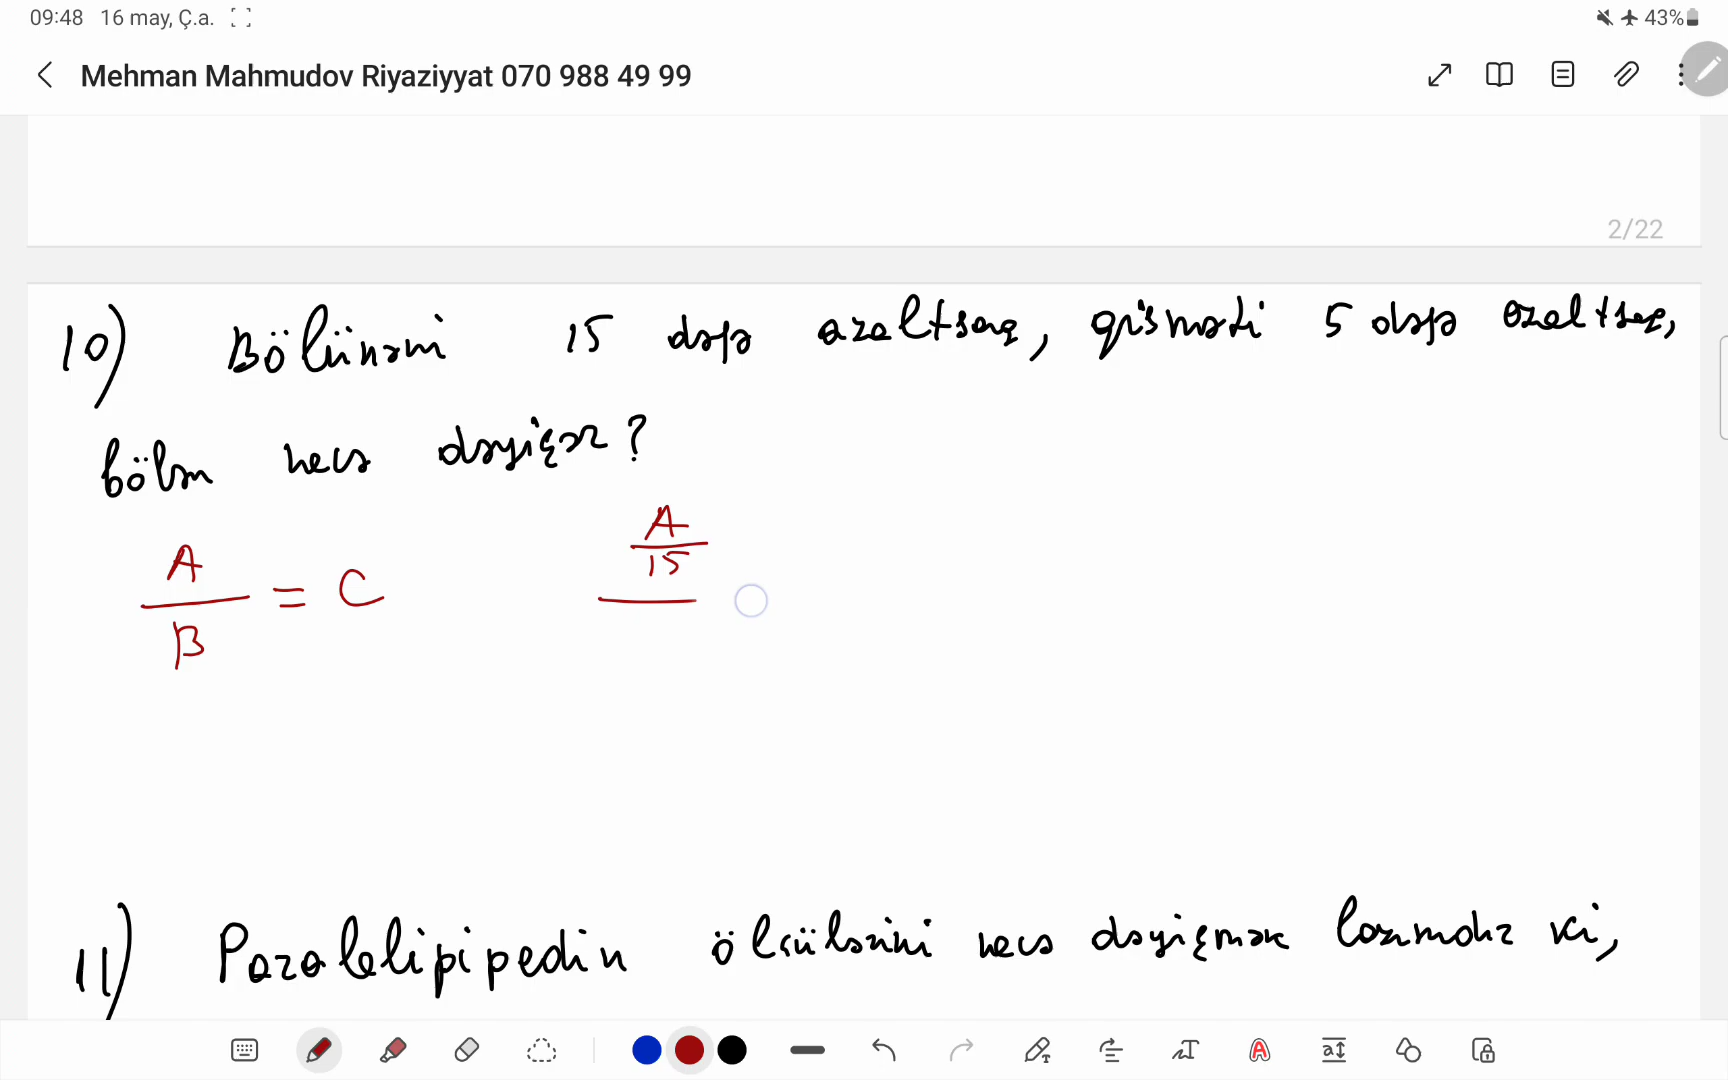 09:48 16 may, Ç.a. 43%
Mehman Mahmudov Riyaziyyat 070 988 49 99
2/22
10) Bölünəni 15 dəfə azaltsaq, qisməti 5 dəfə azaltsaq,
bölən necə dəyişər?
A/B = C A/15
11) Paralelipipedin ölçülərini necə dəyişmək lazımdır ki,